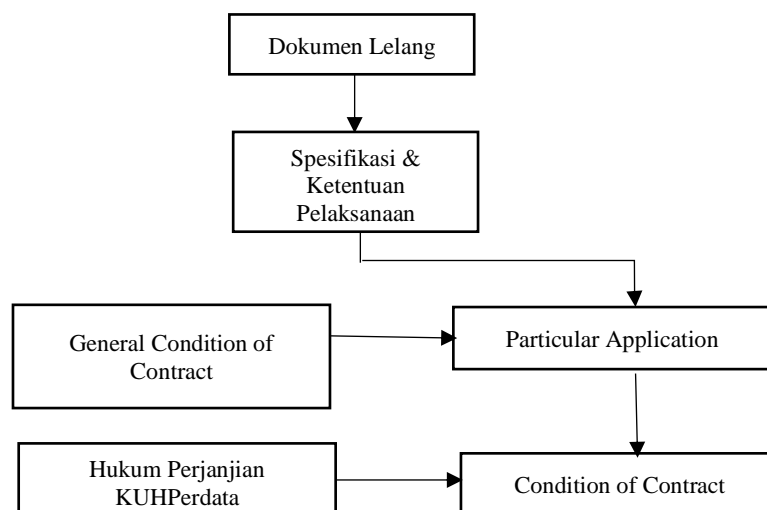 Dokumen Lelang
Spesifikasi &
Ketentuan
Pelaksanaan
General Condition of
Contract
Particular Application
Hukum Perjanjian
KUHPerdata
Condition of Contract